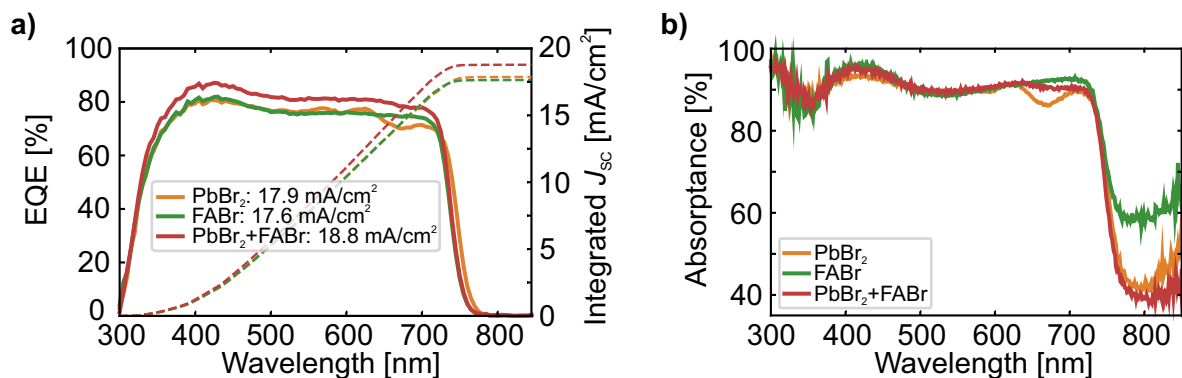 a)
EQE [%]
100
80
60
40
20
0
300 400 500 600 700 800
Wavelength [nm]
20
15
10
5
0
Integrated J_SC [mA/cm²]
PbBr₂: 17.9 mA/cm²
FABr: 17.6 mA/cm²
PbBr₂+FABr: 18.8 mA/cm²
b)
Absorptance [%]
100
80
60
40
300 400 500 600 700 800
Wavelength [nm]
PbBr₂
FABr
PbBr₂+FABr